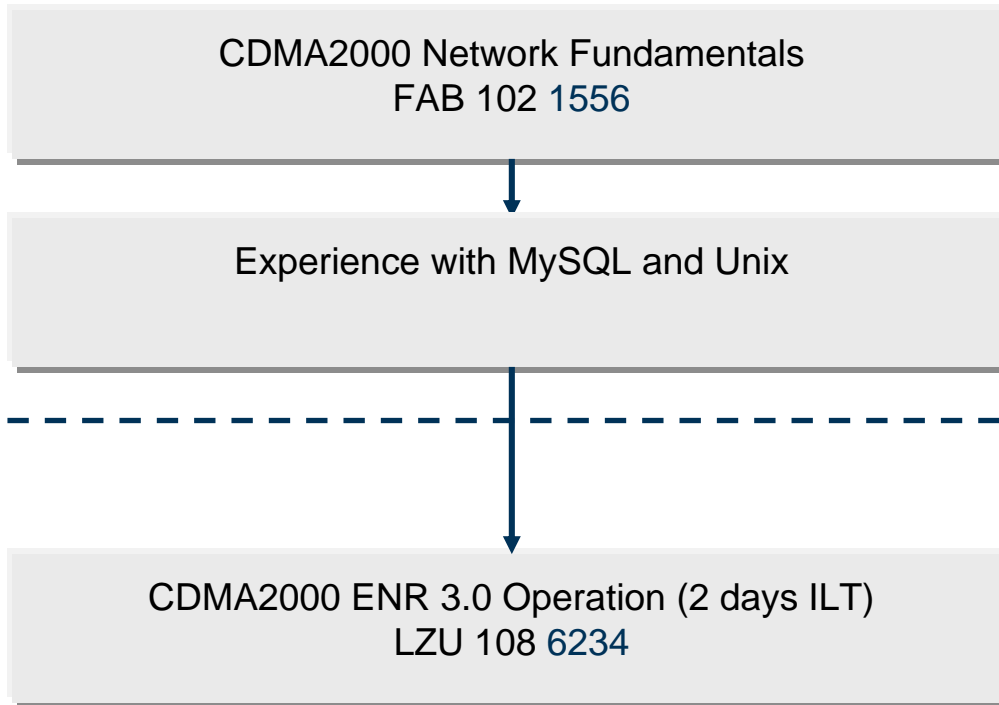 CDMA2000 Network Fundamentals
FAB 102 1556
Experience with MySQL and Unix
CDMA2000 ENR 3.0 Operation (2 days ILT)
LZU 108 6234